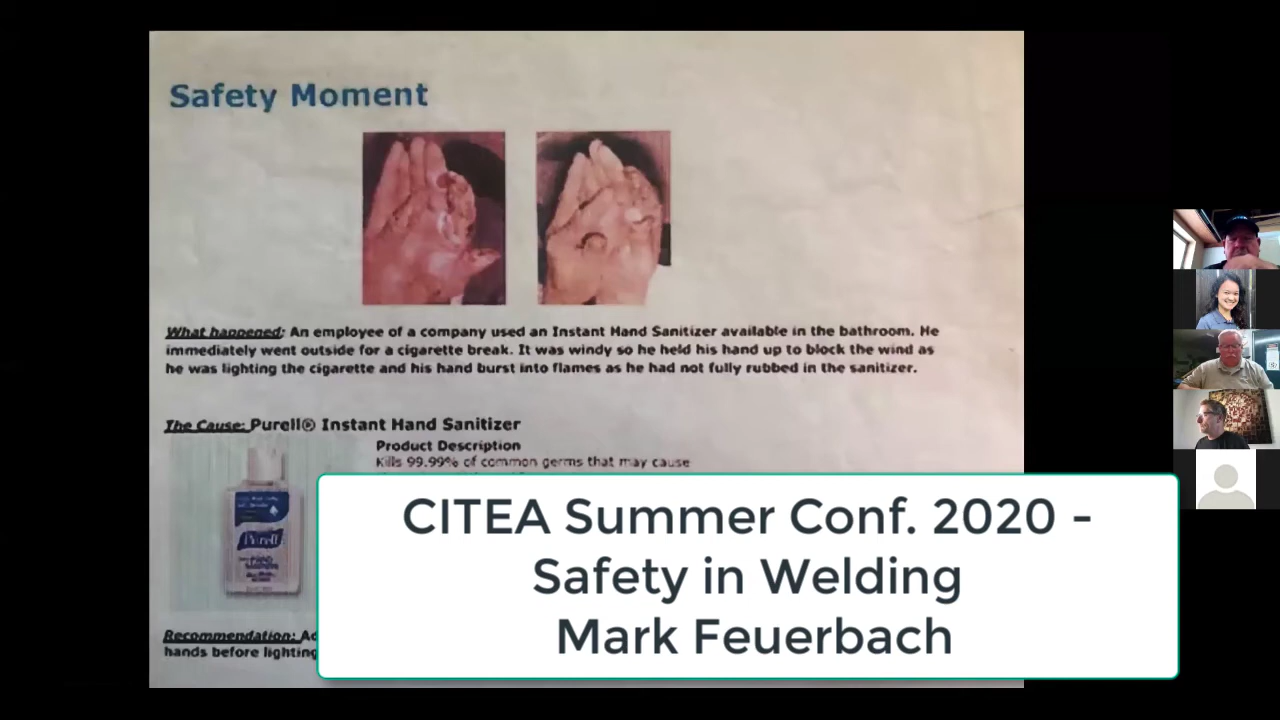 Safety Moment
What happened: An employee of a company used an Instant Hand Sanitizer available in the bathroom. He
immediately went outside for a cigarette break. It was windy so he held his hand up to block the wind as
he was lighting the cigarette and his hand burst into flames as he had not fully rubbed in the sanitizer.
The Cause: Purell® Instant Hand Sanitizer
Product Description
Kills 99.99% of common germs that may cause
Purell
Recommendation: Ad
hands before lighting
CITEA Summer Conf. 2020 -
Safety in Welding
Mark Feuerbach